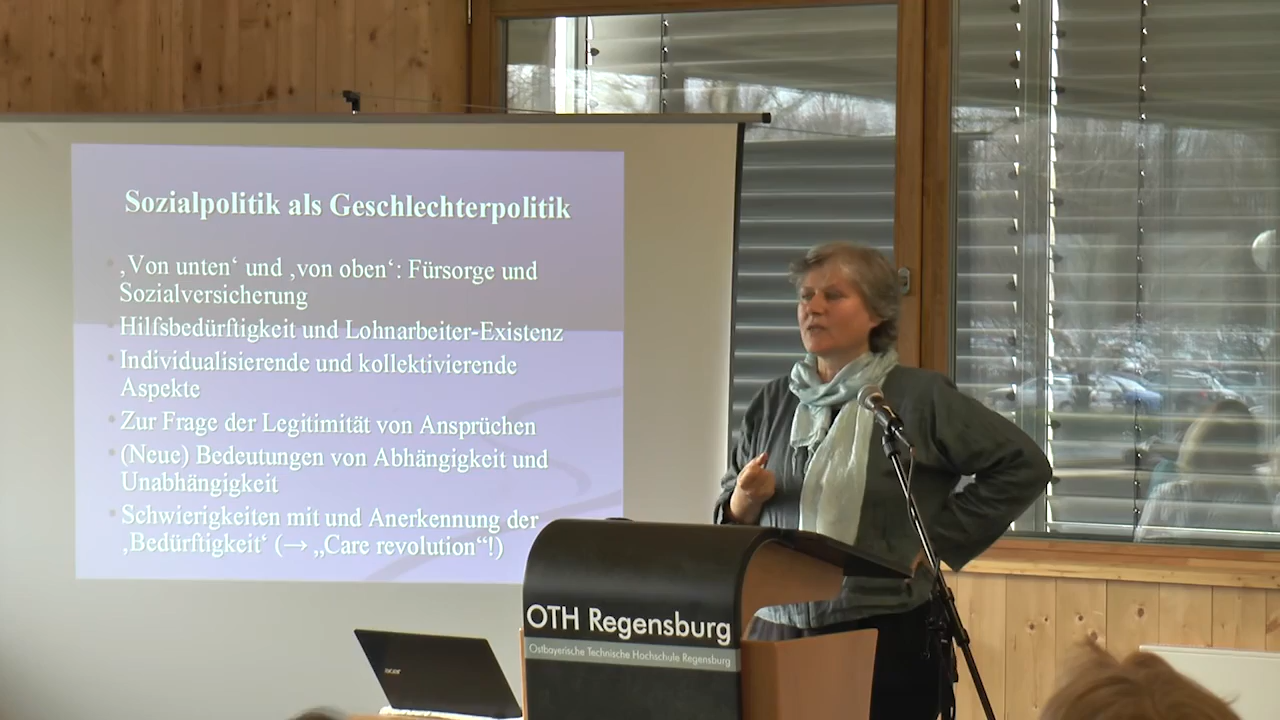 Sozialpolitik als Geschlechterpolitik
‚Von unten‘ und ‚von oben‘: Fürsorge und
Sozialversicherung
Hilfsbedürftigkeit und Lohnarbeiter-Existenz
Individualisierende und kollektivierende
Aspekte
Zur Frage der Legitimität von Ansprüchen
(Neue) Bedeutungen von Abhängigkeit und
Unabhängigkeit
Schwierigkeiten mit und Anerkennung der
‚Bedürftigkeit‘ (→ „Care revolution“!)
OTH Regensburg
Ostbayerische Technische Hochschule Regensburg
acer